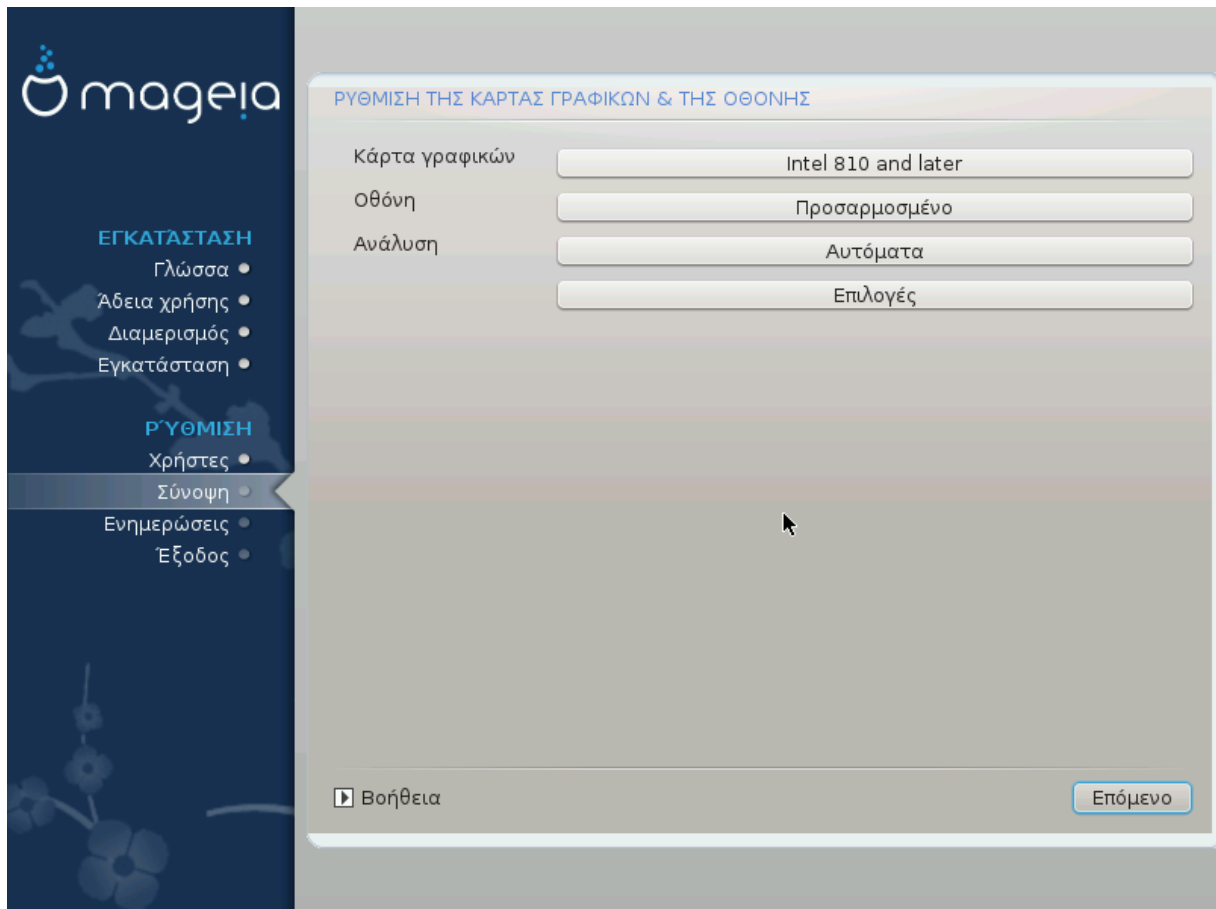 mageia
ΕΓΚΑΤΆΣΤΑΣΗ
Γλώσσα
Άδεια χρήσης
Διαμερισμός
Εγκατάσταση
ΡΎΘΜΙΣΗ
Χρήστες
Σύνοψη
Ενημερώσεις
Έξοδος
ΡΥΘΜΙΣΗ ΤΗΣ ΚΑΡΤΑΣ ΓΡΑΦΙΚΩΝ & ΤΗΣ ΟΘΟΝΗΣ
Κάρτα γραφικών Intel 810 and later
Οθόνη Προσαρμοσμένο
Ανάλυση Αυτόματα
Επιλογές
Βοήθεια Επόμενο